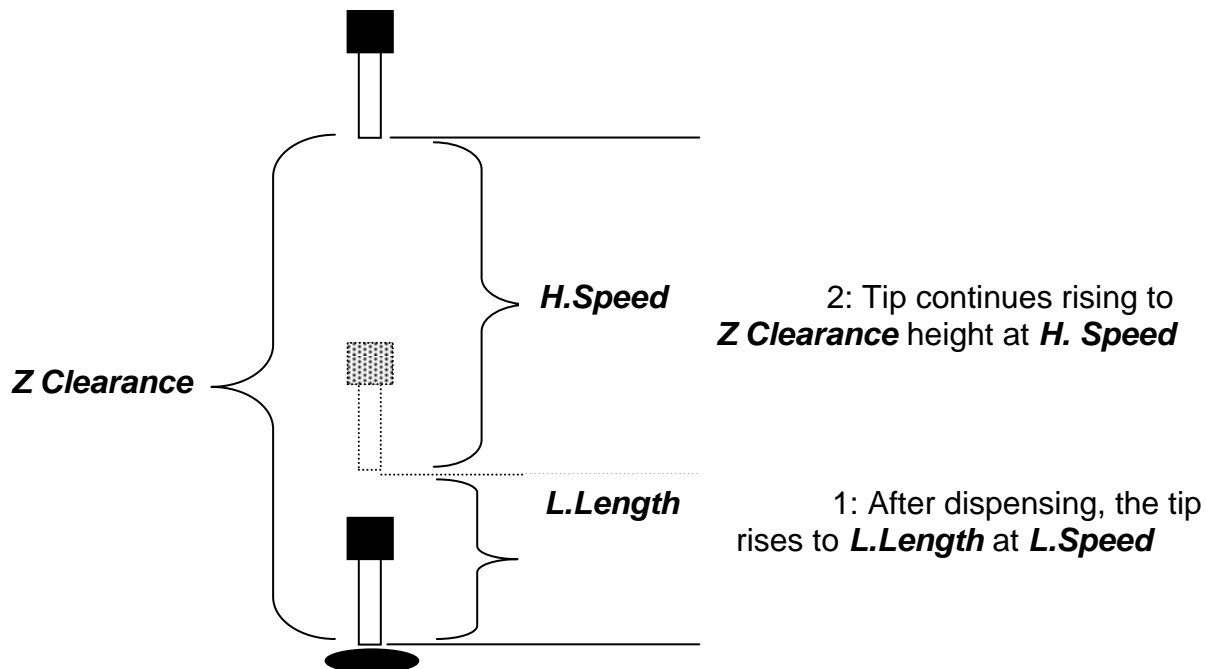 H.Speed
2: Tip continues rising to
Z Clearance height at H. Speed
Z Clearance
L.Length
1: After dispensing, the tip
rises to L.Length at L.Speed